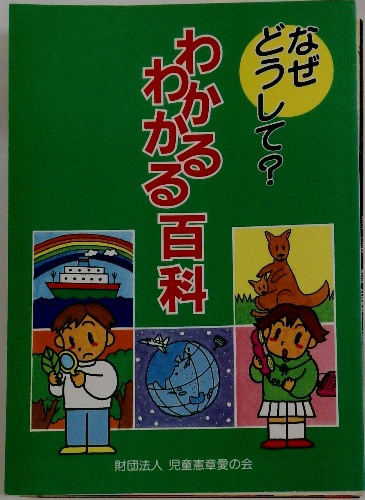 なぜ
どうして?
わかる
わかる
百科
財団法人 児童憲章愛の会